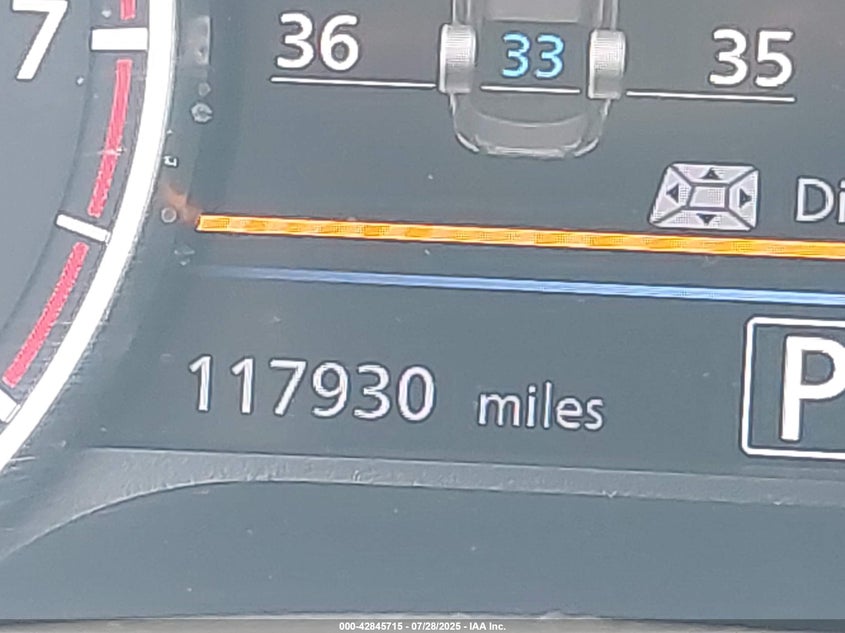 7
36 33 35
Di
117930 miles
P
000-42845715 - 07/28/2025 - IAA Inc.